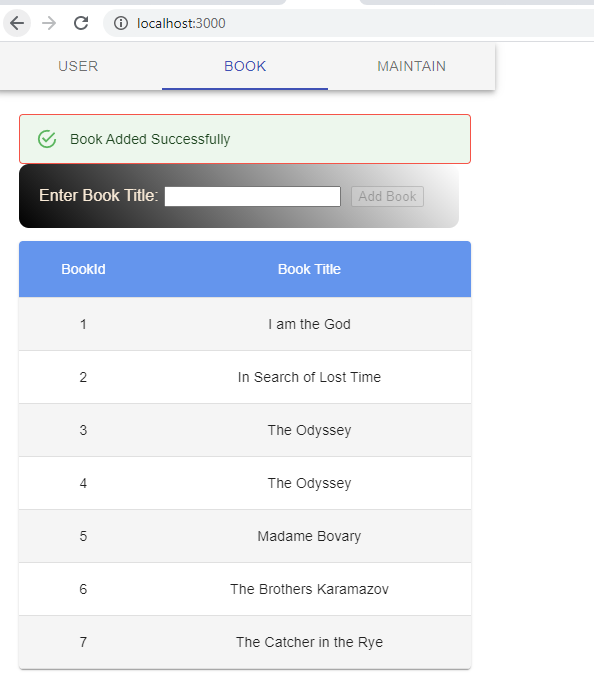 localhost:3000
USER BOOK MAINTAIN
Book Added Successfully
Enter Book Title: Add Book
BookId Book Title
1 I am the God
2 In Search of Lost Time
3 The Odyssey
4 The Odyssey
5 Madame Bovary
6 The Brothers Karamazov
7 The Catcher in the Rye